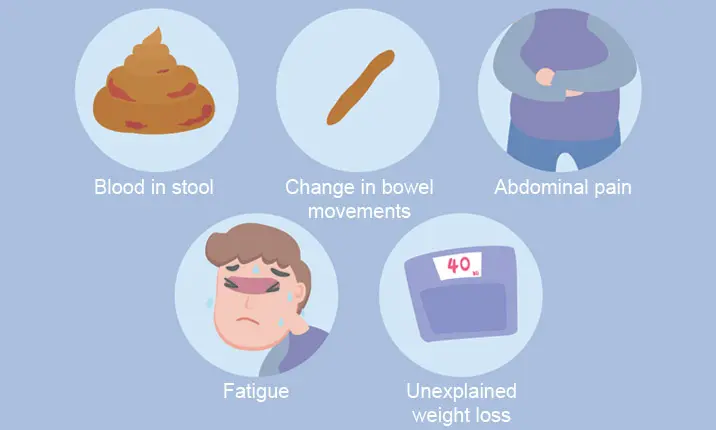 Blood in stool
Change in bowel
movements
Abdominal pain
40
Fatigue
Unexplained
weight loss